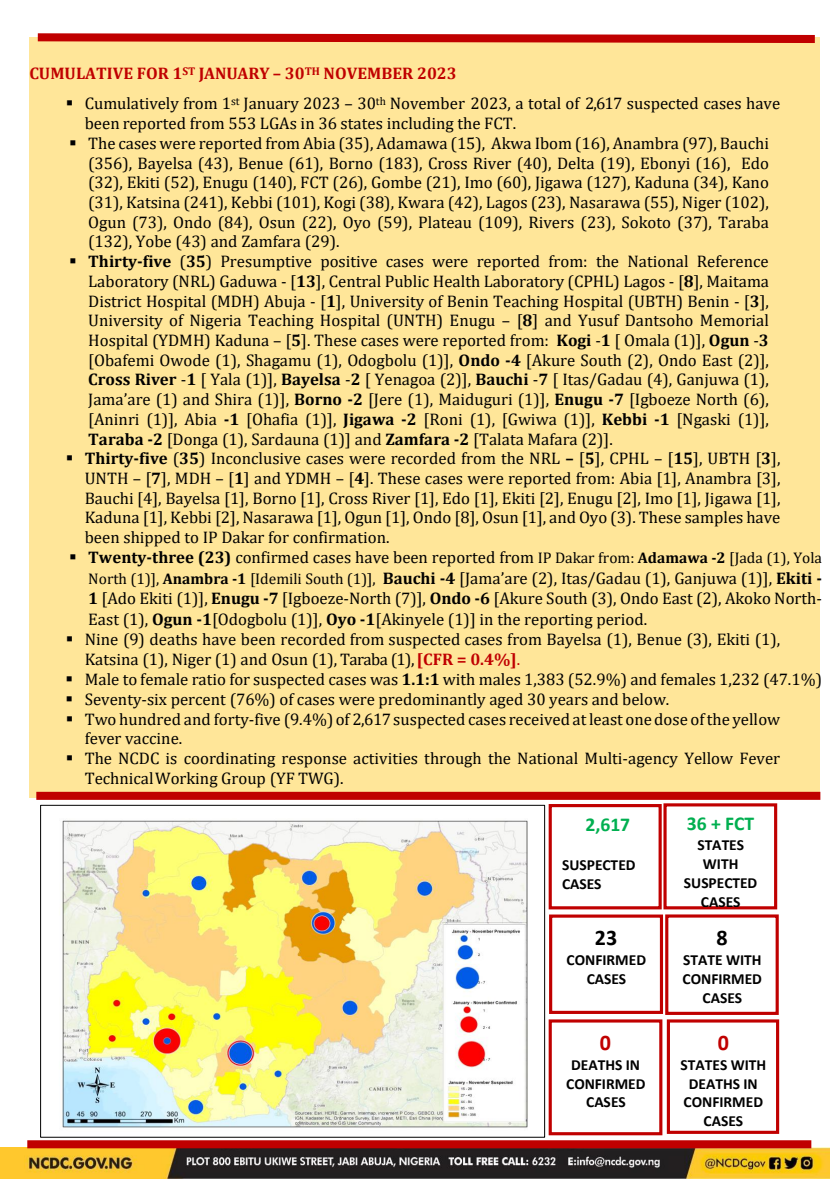 CUMULATIVE FOR 1ST JANUARY – 30TH NOVEMBER 2023
▪ Cumulatively from 1st January 2023 – 30th November 2023, a total of 2,617 suspected cases have
been reported from 553 LGAs in 36 states including the FCT.
▪ The cases were reported from Abia (35), Adamawa (15), Akwa Ibom (16), Anambra (97), Bauchi
(356), Bayelsa (43), Benue (61), Borno (183), Cross River (40), Delta (19), Ebonyi (16), Edo
(32), Ekiti (52), Enugu (140), FCT (26), Gombe (21), Imo (60), Jigawa (127), Kaduna (34), Kano
(31), Katsina (241), Kebbi (101), Kogi (38), Kwara (42), Lagos (23), Nasarawa (55), Niger (102),
Ogun (73), Ondo (84), Osun (22), Oyo (59), Plateau (109), Rivers (23), Sokoto (37), Taraba
(132), Yobe (43) and Zamfara (29).
▪ Thirty-five (35) Presumptive positive cases were reported from: the National Reference
Laboratory (NRL) Gaduwa - [13], Central Public Health Laboratory (CPHL) Lagos - [8], Maitama
District Hospital (MDH) Abuja - [1], University of Benin Teaching Hospital (UBTH) Benin - [3],
University of Nigeria Teaching Hospital (UNTH) Enugu – [8] and Yusuf Dantsoho Memorial
Hospital (YDMH) Kaduna – [5]. These cases were reported from: Kogi -1 [ Omala (1)], Ogun -3
[Obafemi Owode (1), Shagamu (1), Odogbolu (1)], Ondo -4 [Akure South (2), Ondo East (2)],
Cross River -1 [ Yala (1)], Bayelsa -2 [ Yenagoa (2)], Bauchi -7 [ Itas/Gadau (4), Ganjuwa (1),
Jama'are (1) and Shira (1)], Borno -2 [Jere (1), Maiduguri (1)], Enugu -7 [Igboeze North (6),
[Aninri (1)], Abia -1 [Ohafia (1)], Jigawa -2 [Roni (1), [Gwiwa (1)], Kebbi -1 [Ngaski (1)],
Taraba -2 [Donga (1), Sardauna (1)] and Zamfara -2 [Talata Mafara (2)].
▪ Thirty-five (35) Inconclusive cases were recorded from the NRL – [5], CPHL – [15], UBTH [3],
UNTH – [7], MDH – [1] and YDMH – [4]. These cases were reported from: Abia [1], Anambra [3],
Bauchi [4], Bayelsa [1], Borno [1], Cross River [1], Edo [1], Ekiti [2], Enugu [2], Imo [1], Jigawa [1],
Kaduna [1], Kebbi [2], Nasarawa [1], Ogun [1], Ondo [8], Osun [1], and Oyo (3). These samples have
been shipped to IP Dakar for confirmation.
▪ Twenty-three (23) confirmed cases have been reported from IP Dakar from: Adamawa -2 [Jada (1), Yola
North (1)], Anambra -1 [Idemili South (1)], Bauchi -4 [Jama'are (2), Itas/Gadau (1), Ganjuwa (1)], Ekiti -
1 [Ado Ekiti (1)], Enugu -7 [Igboeze-North (7)], Ondo -6 [Akure South (3), Ondo East (2), Akoko North-
East (1), Ogun -1[Odogbolu (1)], Oyo -1[Akinyele (1)] in the reporting period.
▪ Nine (9) deaths have been recorded from suspected cases from Bayelsa (1), Benue (3), Ekiti (1),
Katsina (1), Niger (1) and Osun (1), Taraba (1), [CFR = 0.4%].
▪ Male to female ratio for suspected cases was 1.1:1 with males 1,383 (52.9%) and females 1,232 (47.1%)
▪ Seventy-six percent (76%) of cases were predominantly aged 30 years and below.
▪ Two hundred and forty-five (9.4%) of 2,617 suspected cases received at least one dose of the yellow
fever vaccine.
▪ The NCDC is coordinating response activities through the National Multi-agency Yellow Fever
Technical Working Group (YF TWG).
BENIN
CAMEROON
N
W E
S
0 45 90 180 270 360
Km
January - November Presumptive
January - November Confirmed
January - November Suspected
2,617
SUSPECTED
CASES
36 + FCT
STATES
WITH
SUSPECTED
CASES
23
CONFIRMED
CASES
8
STATE WITH
CONFIRMED
CASES
0
DEATHS IN
CONFIRMED
CASES
0
STATES WITH
DEATHS IN
CONFIRMED
CASES
NCDC.GOV.NG
PLOT 800 EBITU UKIWE STREET, JABI ABUJA, NIGERIA TOLL FREE CALL: 6232 E:info@ncdc.gov.ng
@NCDCgov